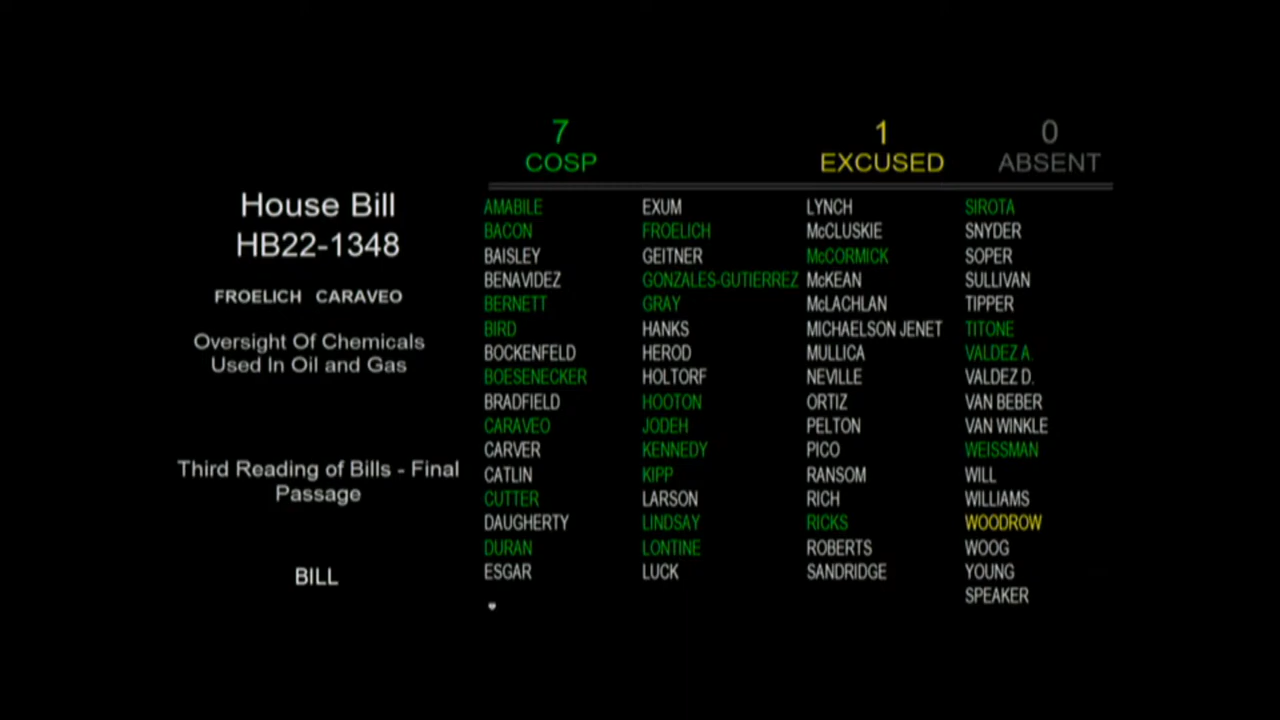 7
COSP
1
EXCUSED
0
ABSENT
House Bill
HB22-1348
FROELICH CARAVEO
Oversight Of Chemicals
Used In Oil and Gas
Third Reading of Bills - Final
Passage
BILL
AMABILE
BACON
BAISLEY
BENAVIDEZ
BERNETT
BIRD
BOCKENFELD
BOESENECKER
BRADFIELD
CARAVEO
CARVER
CATLIN
CUTTER
DAUGHERTY
DURAN
ESGAR
EXUM
FROELICH
GEITNER
GONZALES-GUTIERREZ
GRAY
HANKS
HEROD
HOLTORF
HOOTON
JODEH
KENNEDY
KIPP
LARSON
LINDSAY
LONTINE
LUCK
LYNCH
McCLUSKIE
McCORMICK
McKEAN
McLACHLAN
MICHAELSON JENET
MULLICA
NEVILLE
ORTIZ
PELTON
PICO
RANSOM
RICH
RICKS
ROBERTS
SANDRIDGE
SIROTA
SNYDER
SOPER
SULLIVAN
TIPPER
TITONE
VALDEZ A.
VALDEZ D.
VAN BEBER
VAN WINKLE
WEISSMAN
WILL
WILLIAMS
WOODROW
WOOG
YOUNG
SPEAKER